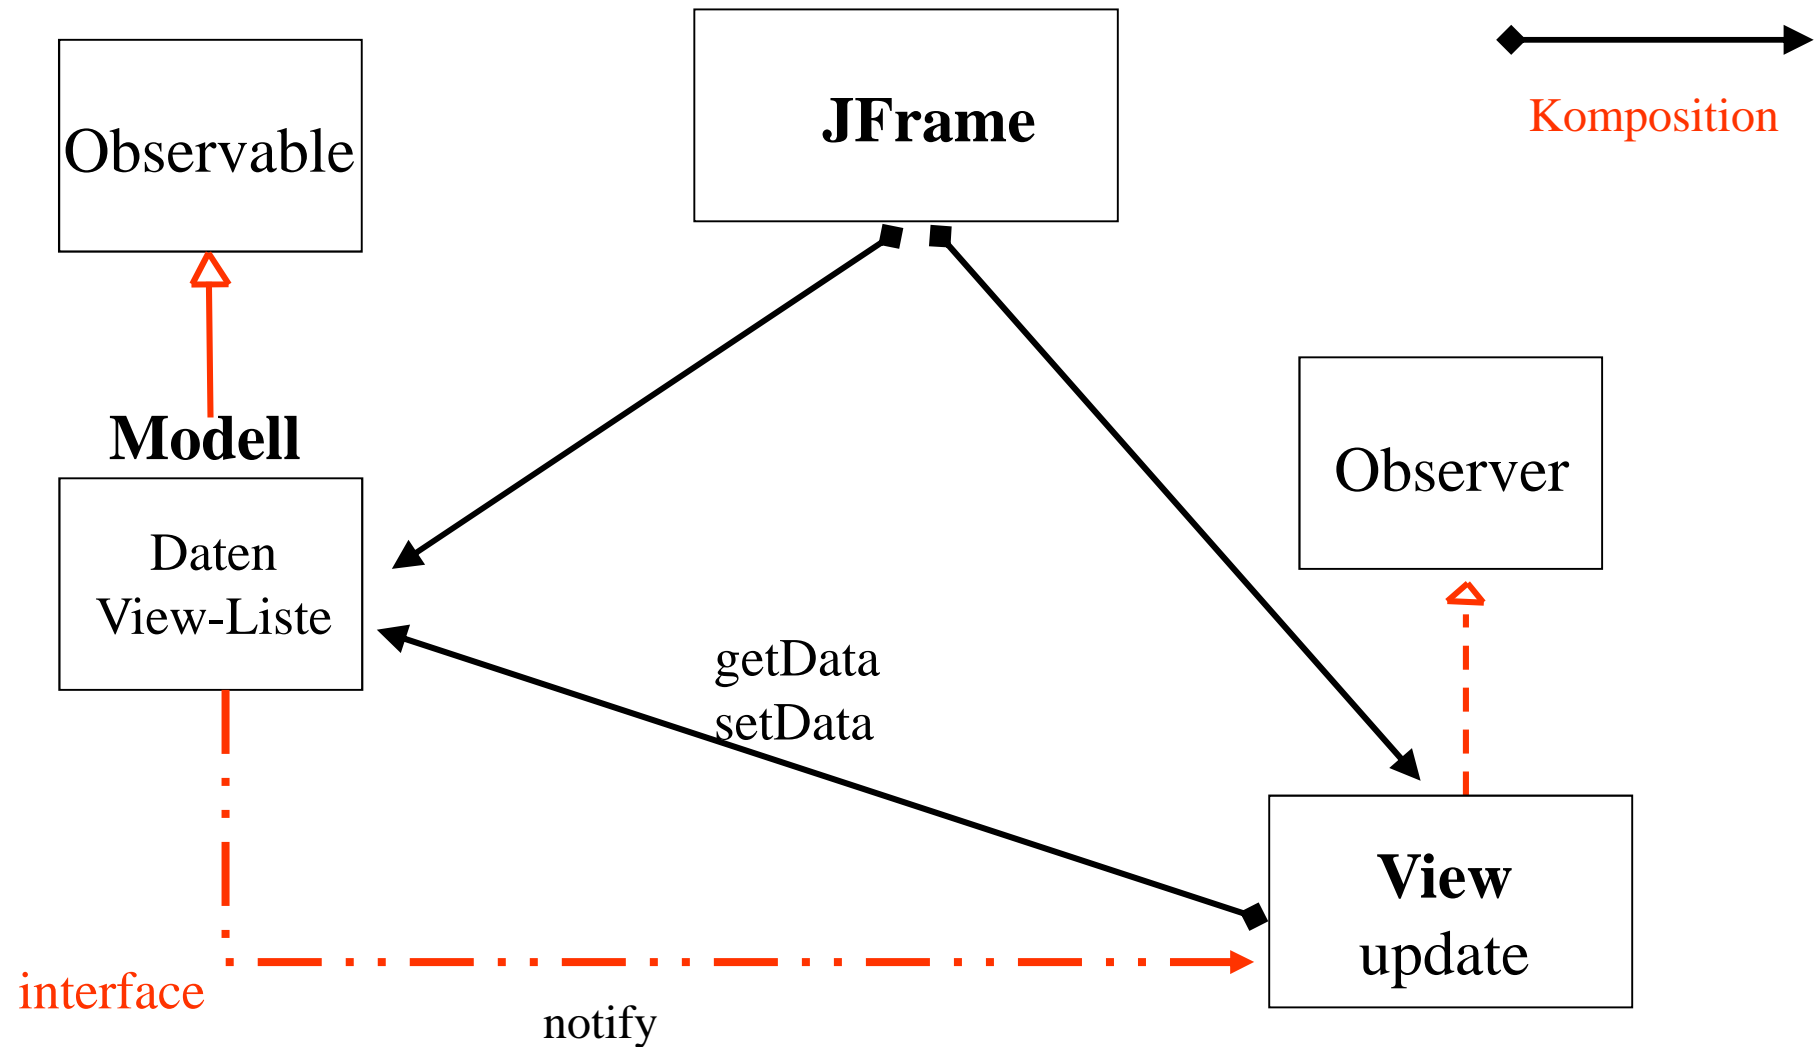 Observable
JFrame
Komposition
Modell
Daten
View-Liste
Observer
getData
setData
View
update
interface
notify